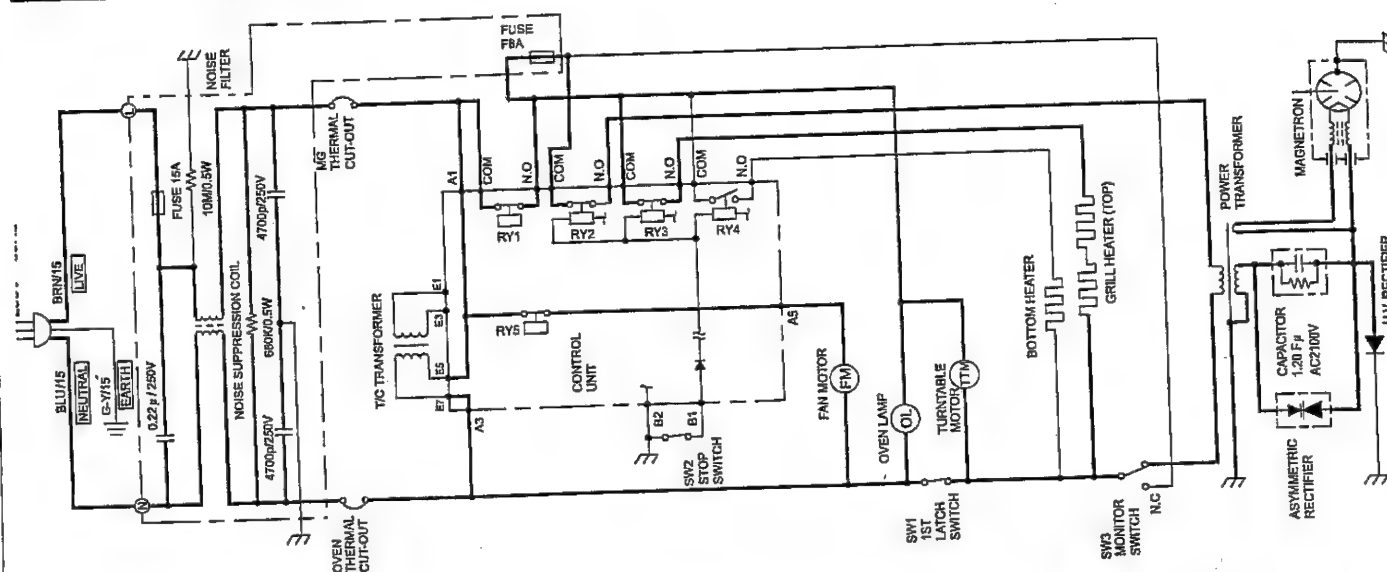 FUSE
F8A
NOISE
FILTER
L
BRN/15
LIVE
BLU/15
NEUTRAL
G-Y/15
EARTH
N
0.22μ/250V
FUSE 15A
10M/0.5W
NOISE SUPPRESSION COIL
680K/0.5W
4700p/250V
4700p/250V
MG
THERMAL
CUT-OUT
OVEN
THERMAL
CUT-OUT
A1
COM
N.O
COM
N.O
COM
N.O
COM
N.O
RY1
RY2
RY3
RY4
T/C TRANSFORMER
E1
E3
E5
E7
A3
RY5
A5
CONTROL
UNIT
B2
B1
SW2
STOP
SWITCH
FAN MOTOR
FM
OVEN LAMP
OL
TURNTABLE
MOTOR
TTM
SW1
1ST
LATCH
SWITCH
BOTTOM HEATER
GRILL HEATER (TOP)
SW3
MONITOR
SWITCH
N.C
POWER
TRANSFORMER
MAGNETRON
CAPACITOR
1.20 Fμ
AC2100V
ASYMMETRIC
RECTIFIER
H.V RECTIFIER